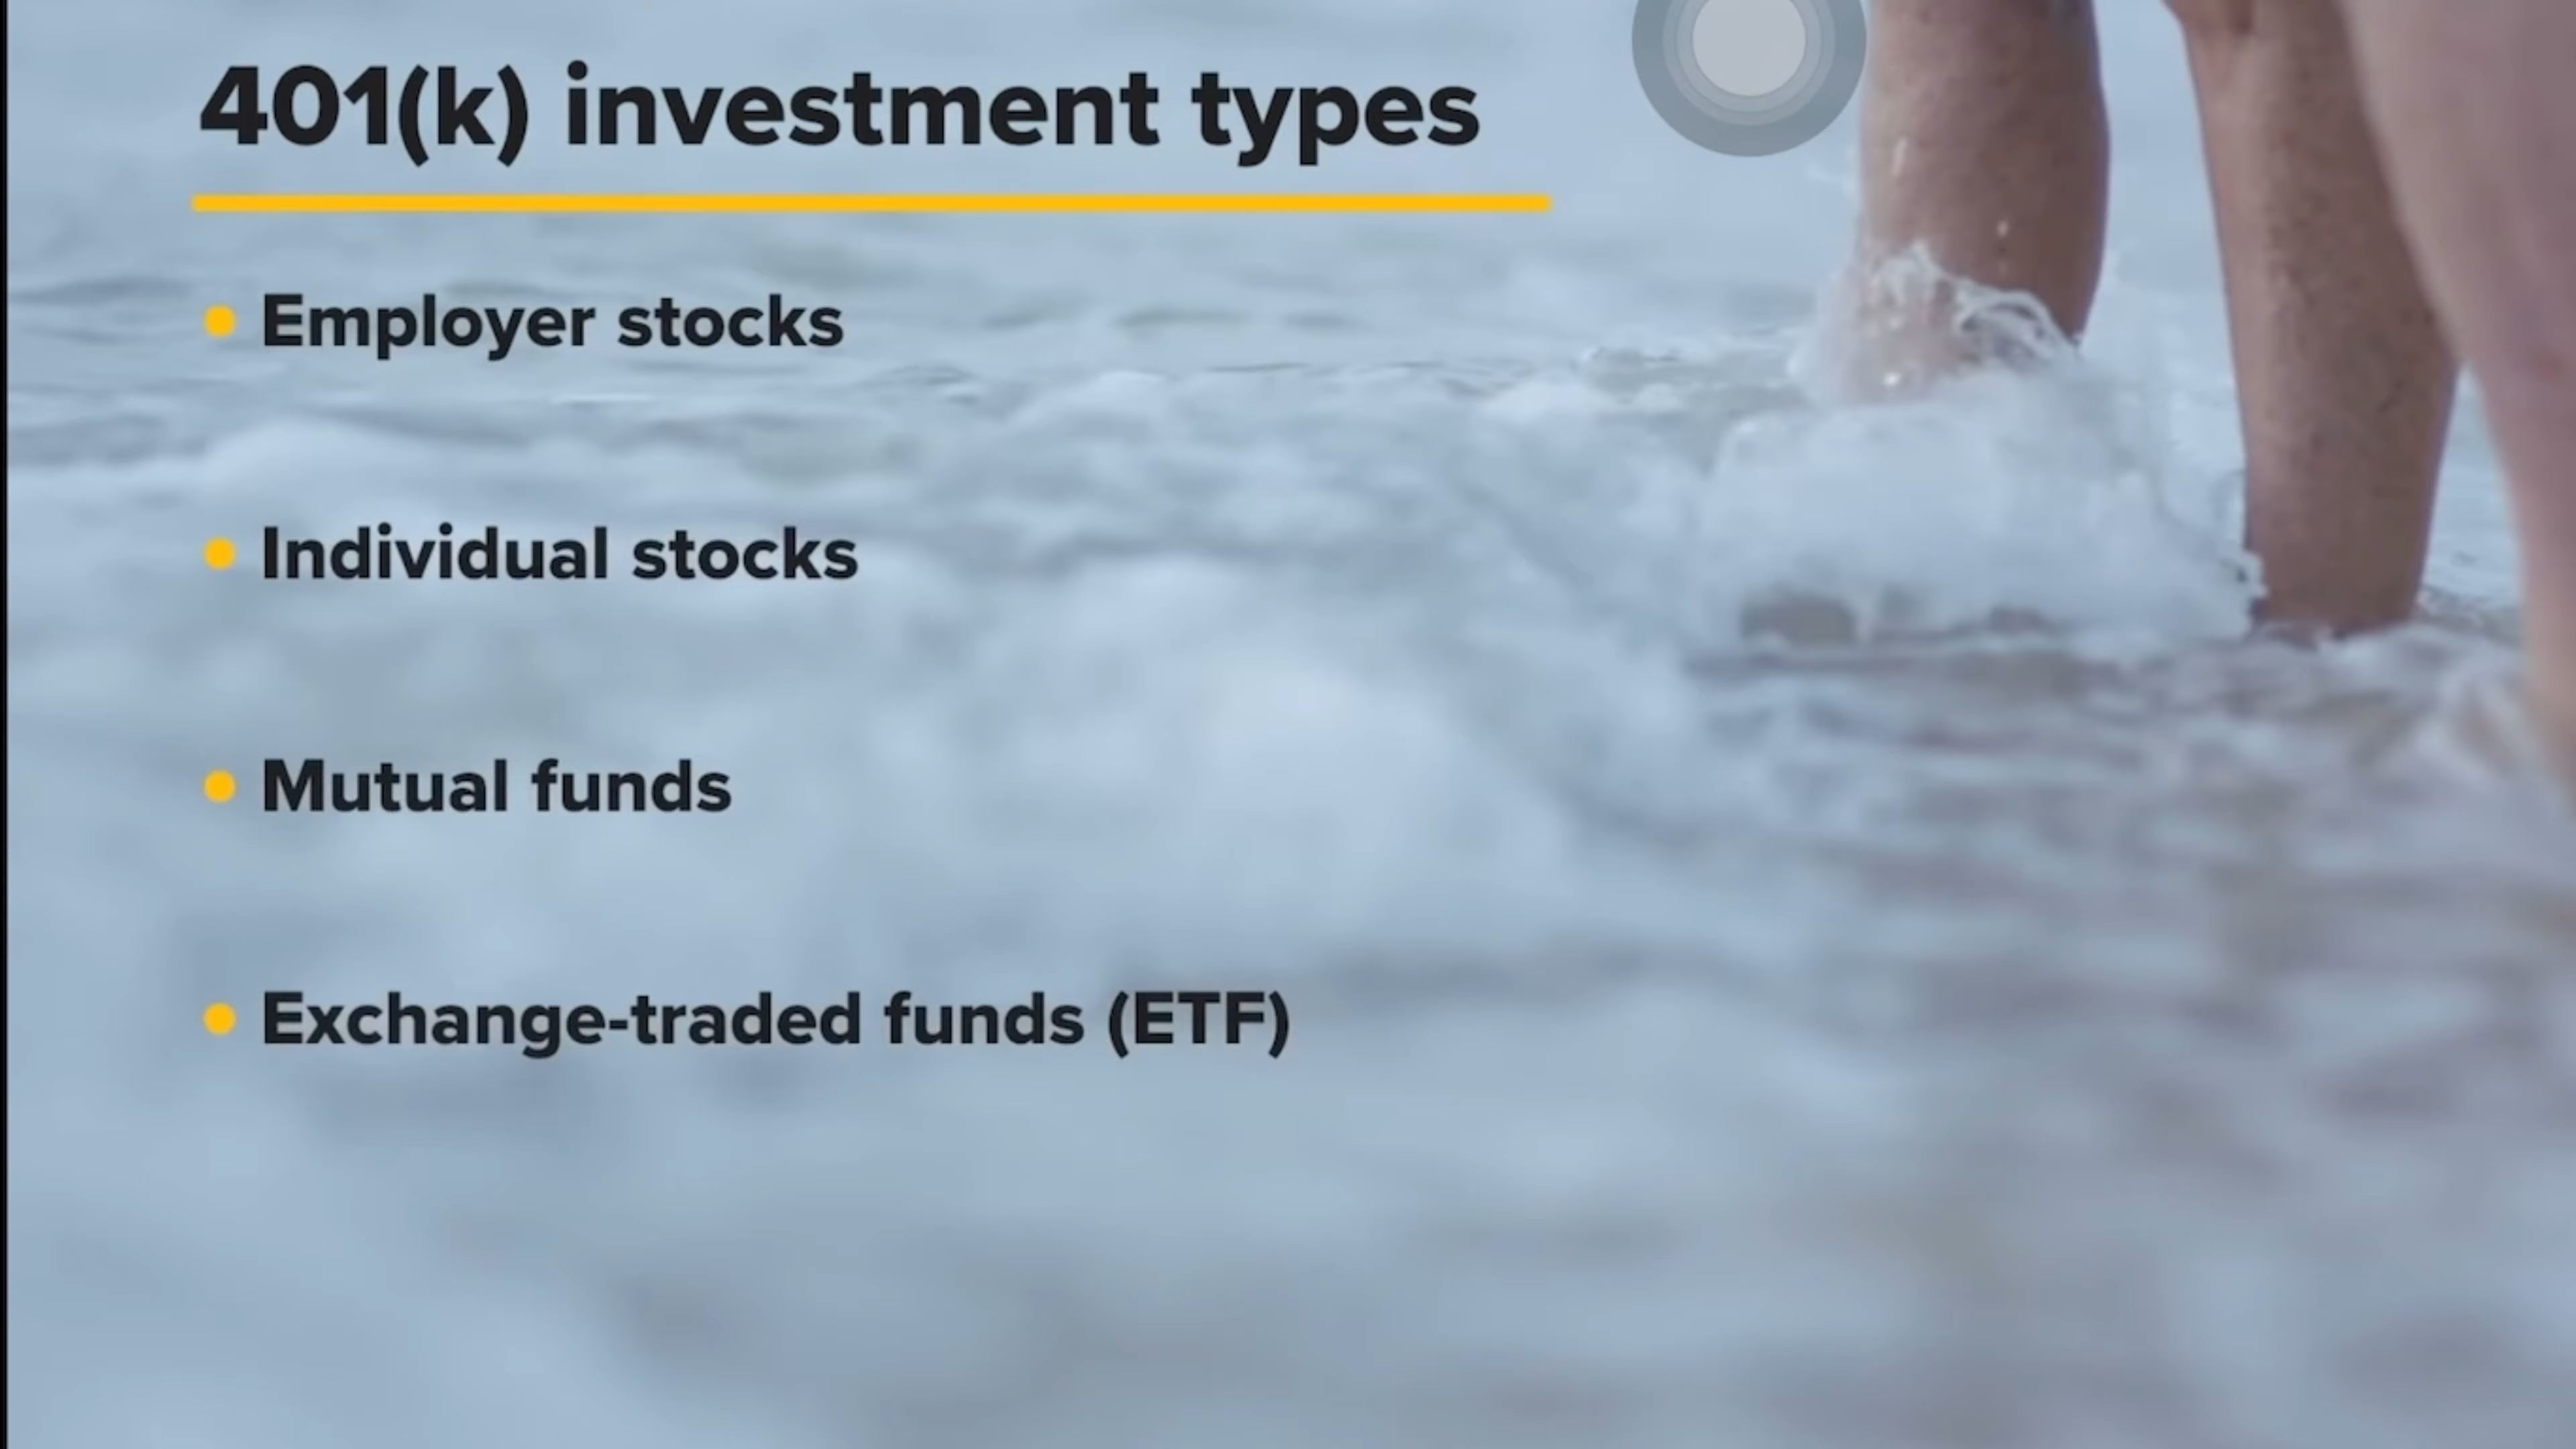 401(k) investment types
Employer stocks
Individual stocks
Mutual funds
Exchange-traded funds (ETF)